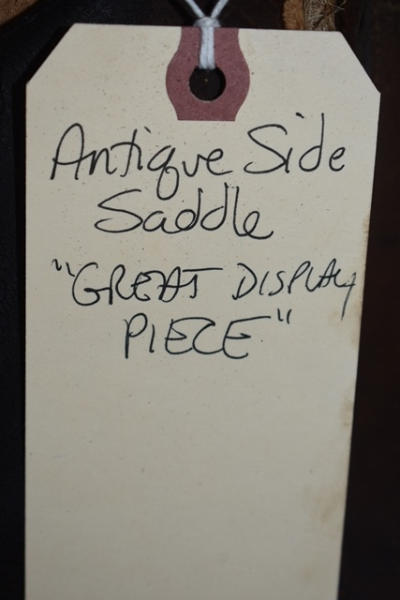 Antique Side
Saddle
"GREAT DISPLAY
PIECE"